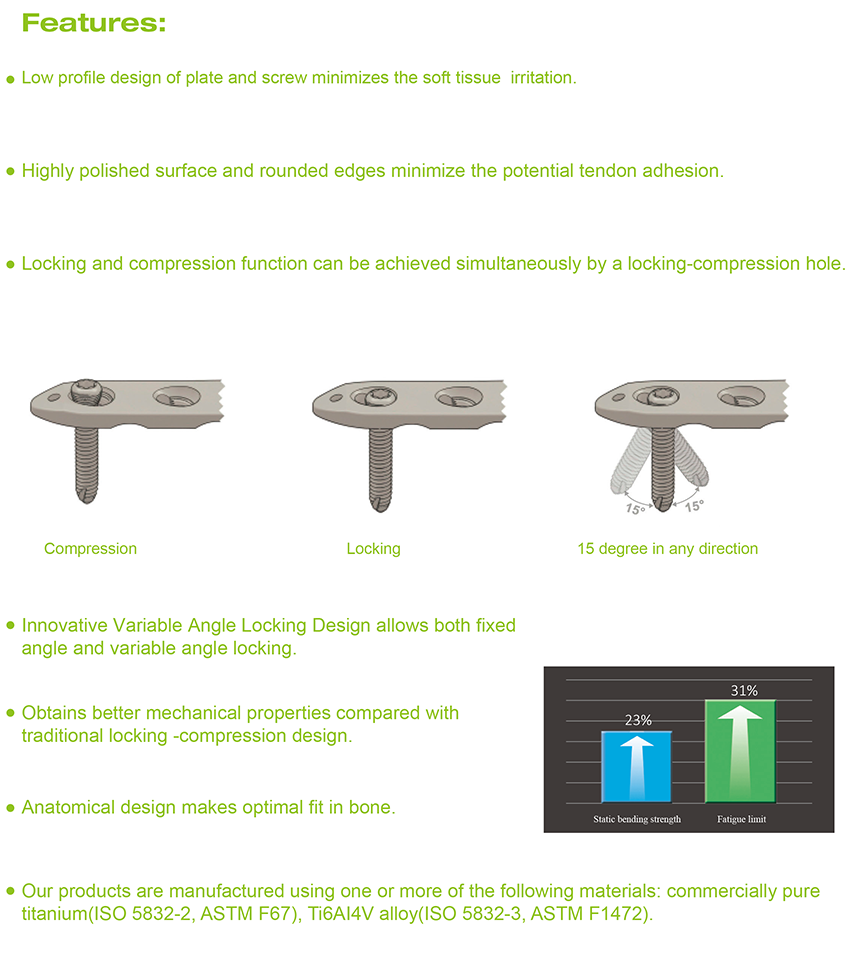 Features:
● Low profile design of plate and screw minimizes the soft tissue  irritation.
● Highly polished surface and rounded edges minimize the potential tendon adhesion.
● Locking and compression function can be achieved simultaneously by a locking-compression hole.
15°
15°
Compression
Locking
15 degree in any direction
● Innovative Variable Angle Locking Design allows both fixed
angle and variable angle locking.
● Obtains better mechanical properties compared with
traditional locking -compression design.
31%
23%
Static bending strength
Fatigue limit
● Anatomical design makes optimal fit in bone.
● Our products are manufactured using one or more of the following materials: commercially pure
titanium(ISO 5832-2, ASTM F67), Ti6AI4V alloy(ISO 5832-3, ASTM F1472).